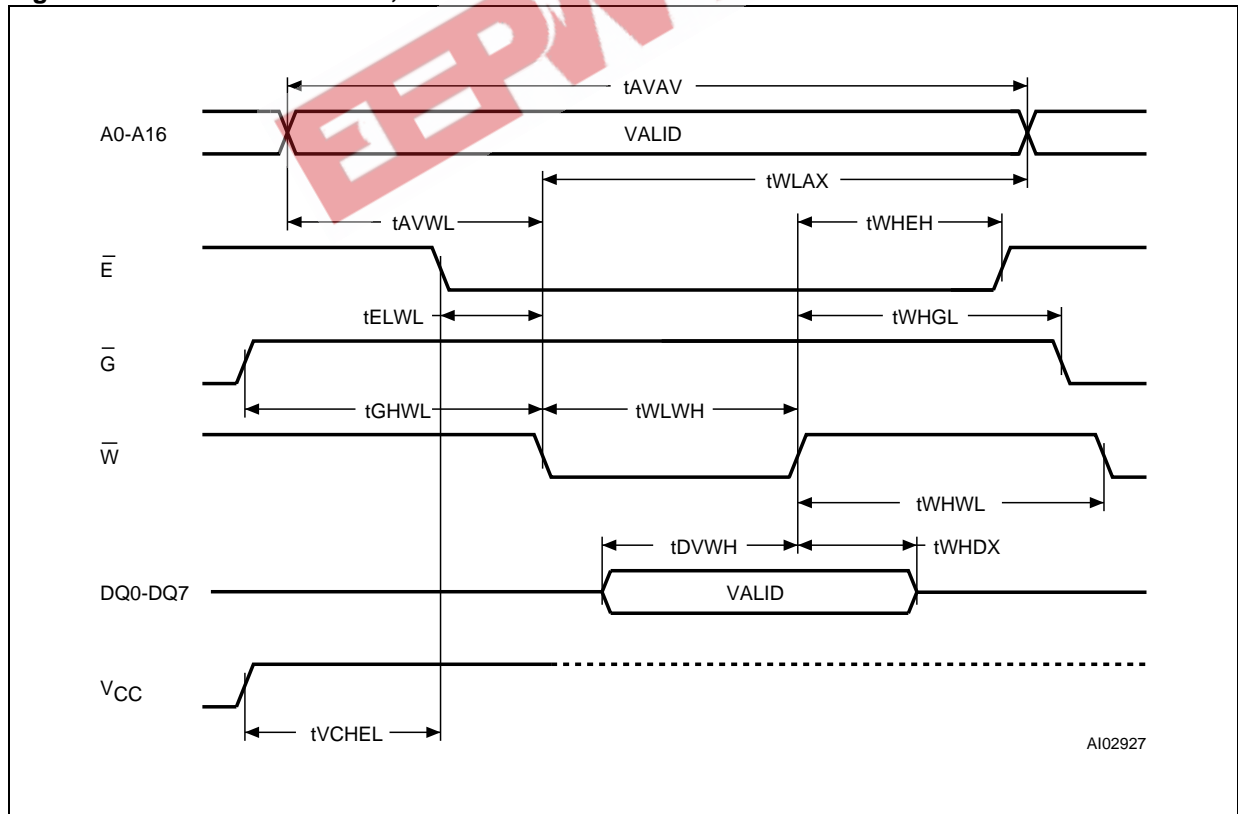 EEPW
tAVAV
A0-A16 VALID
tWLAX
tAVWL tWHEH
E̅
tELWL tWHGL
G̅
tGHWL tWLWH
W̅
tWHWL
tDVWH tWHDX
DQ0-DQ7 VALID
VCC
tVCHEL
AI02927